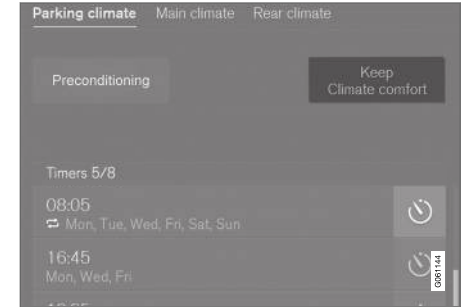 Parking climate Main climate Rear climate
Preconditioning
Keep
Climate comfort
Timers 5/8
08:05
Mon, Tue, Wed, Fri, Sat, Sun
16:45
Mon, Wed, Fri
G061144